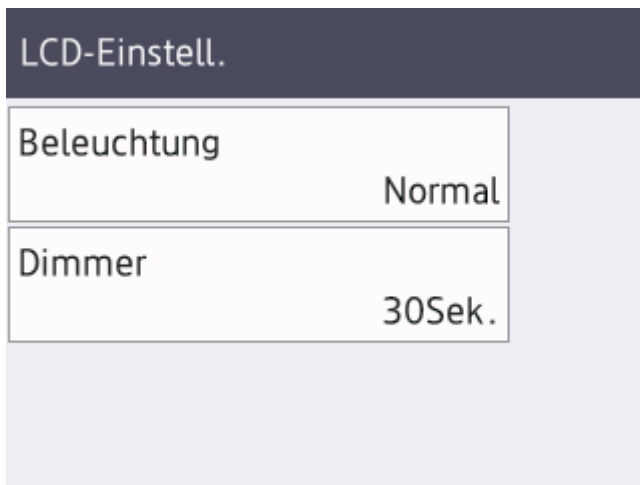 LCD-Einstell.
Beleuchtung
Normal
Dimmer
30Sek.